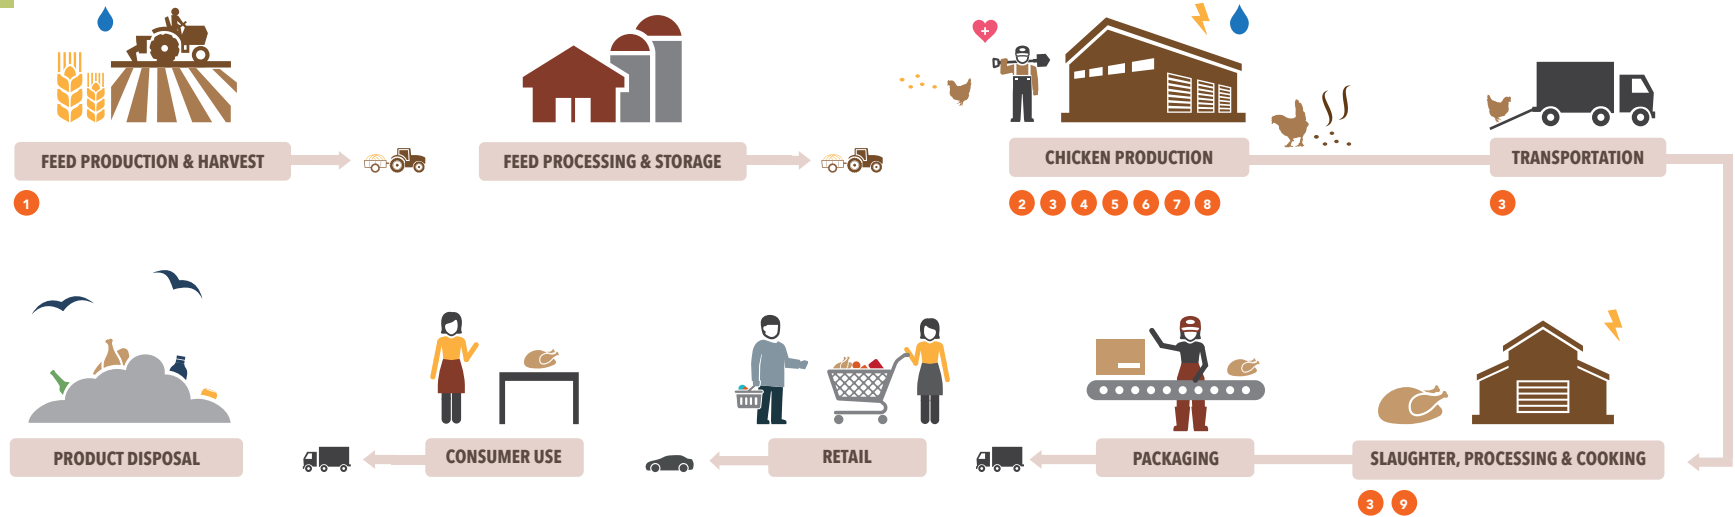 FEED PRODUCTION & HARVEST
FEED PROCESSING & STORAGE
CHICKEN PRODUCTION
TRANSPORTATION
1
2 3 4 5 6 7 8
3
PRODUCT DISPOSAL
CONSUMER USE
RETAIL
PACKAGING
SLAUGHTER, PROCESSING & COOKING
3 9